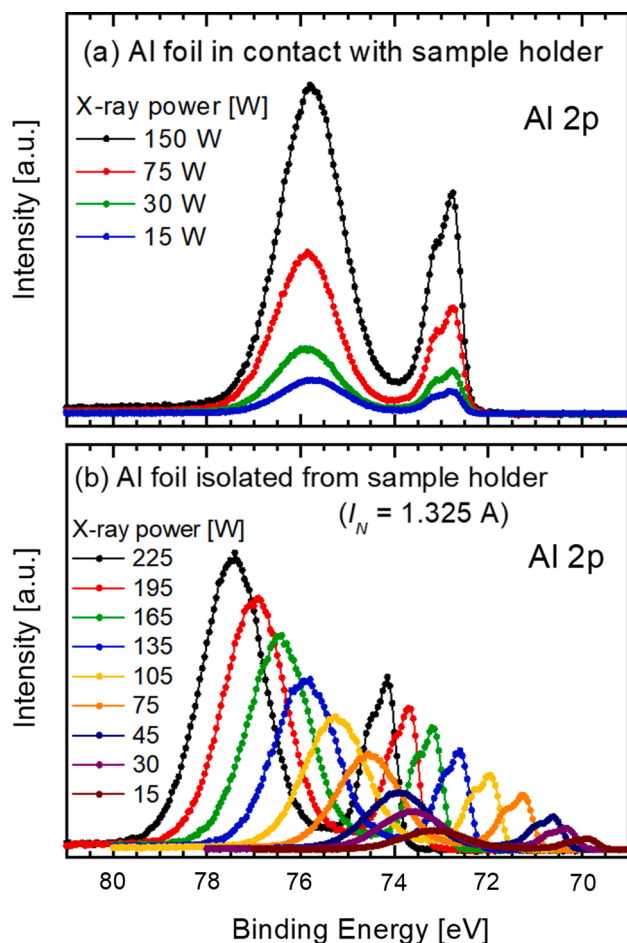 (a) Al foil in contact with sample holder
X-ray power [W]
150 W
75 W
30 W
15 W
Al 2p
Intensity [a.u.]
(b) Al foil isolated from sample holder
(I_N = 1.325 A)
X-ray power [W]
225
195
165
135
105
75
45
30
15
Al 2p
Intensity [a.u.]
80 78 76 74 72 70
Binding Energy [eV]